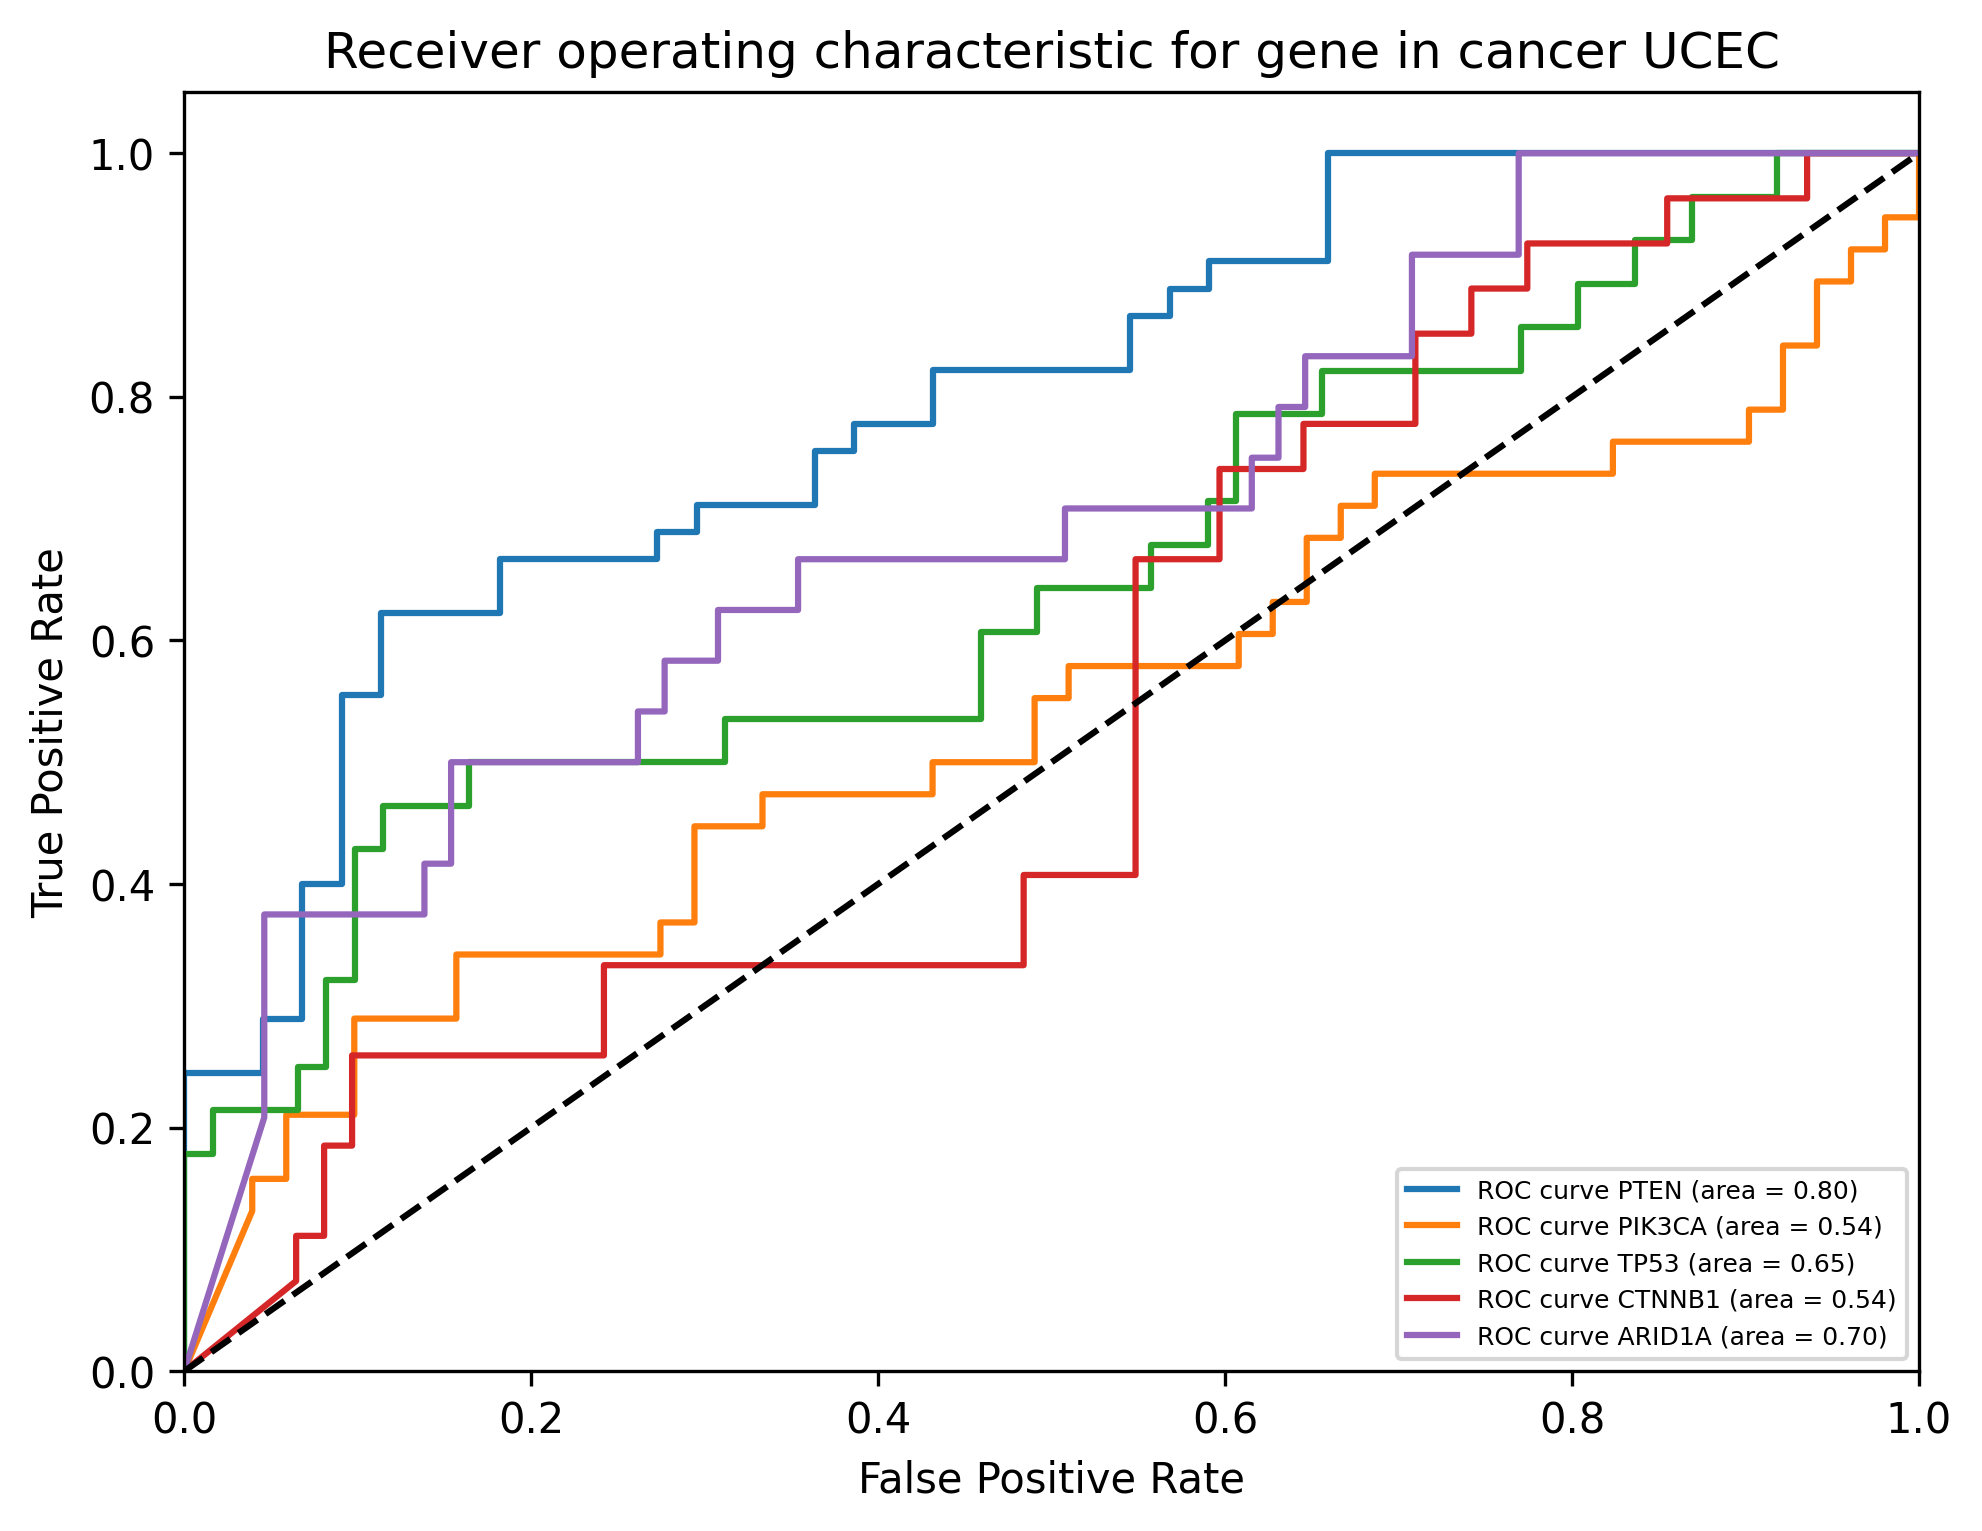 Receiver operating characteristic for gene in cancer UCEC
True Positive Rate
1.0
0.8
0.6
0.4
0.2
0.0
0.0 0.2 0.4 0.6 0.8 1.0
False Positive Rate
ROC curve PTEN (area = 0.80)
ROC curve PIK3CA (area = 0.54)
ROC curve TP53 (area = 0.65)
ROC curve CTNNB1 (area = 0.54)
ROC curve ARID1A (area = 0.70)